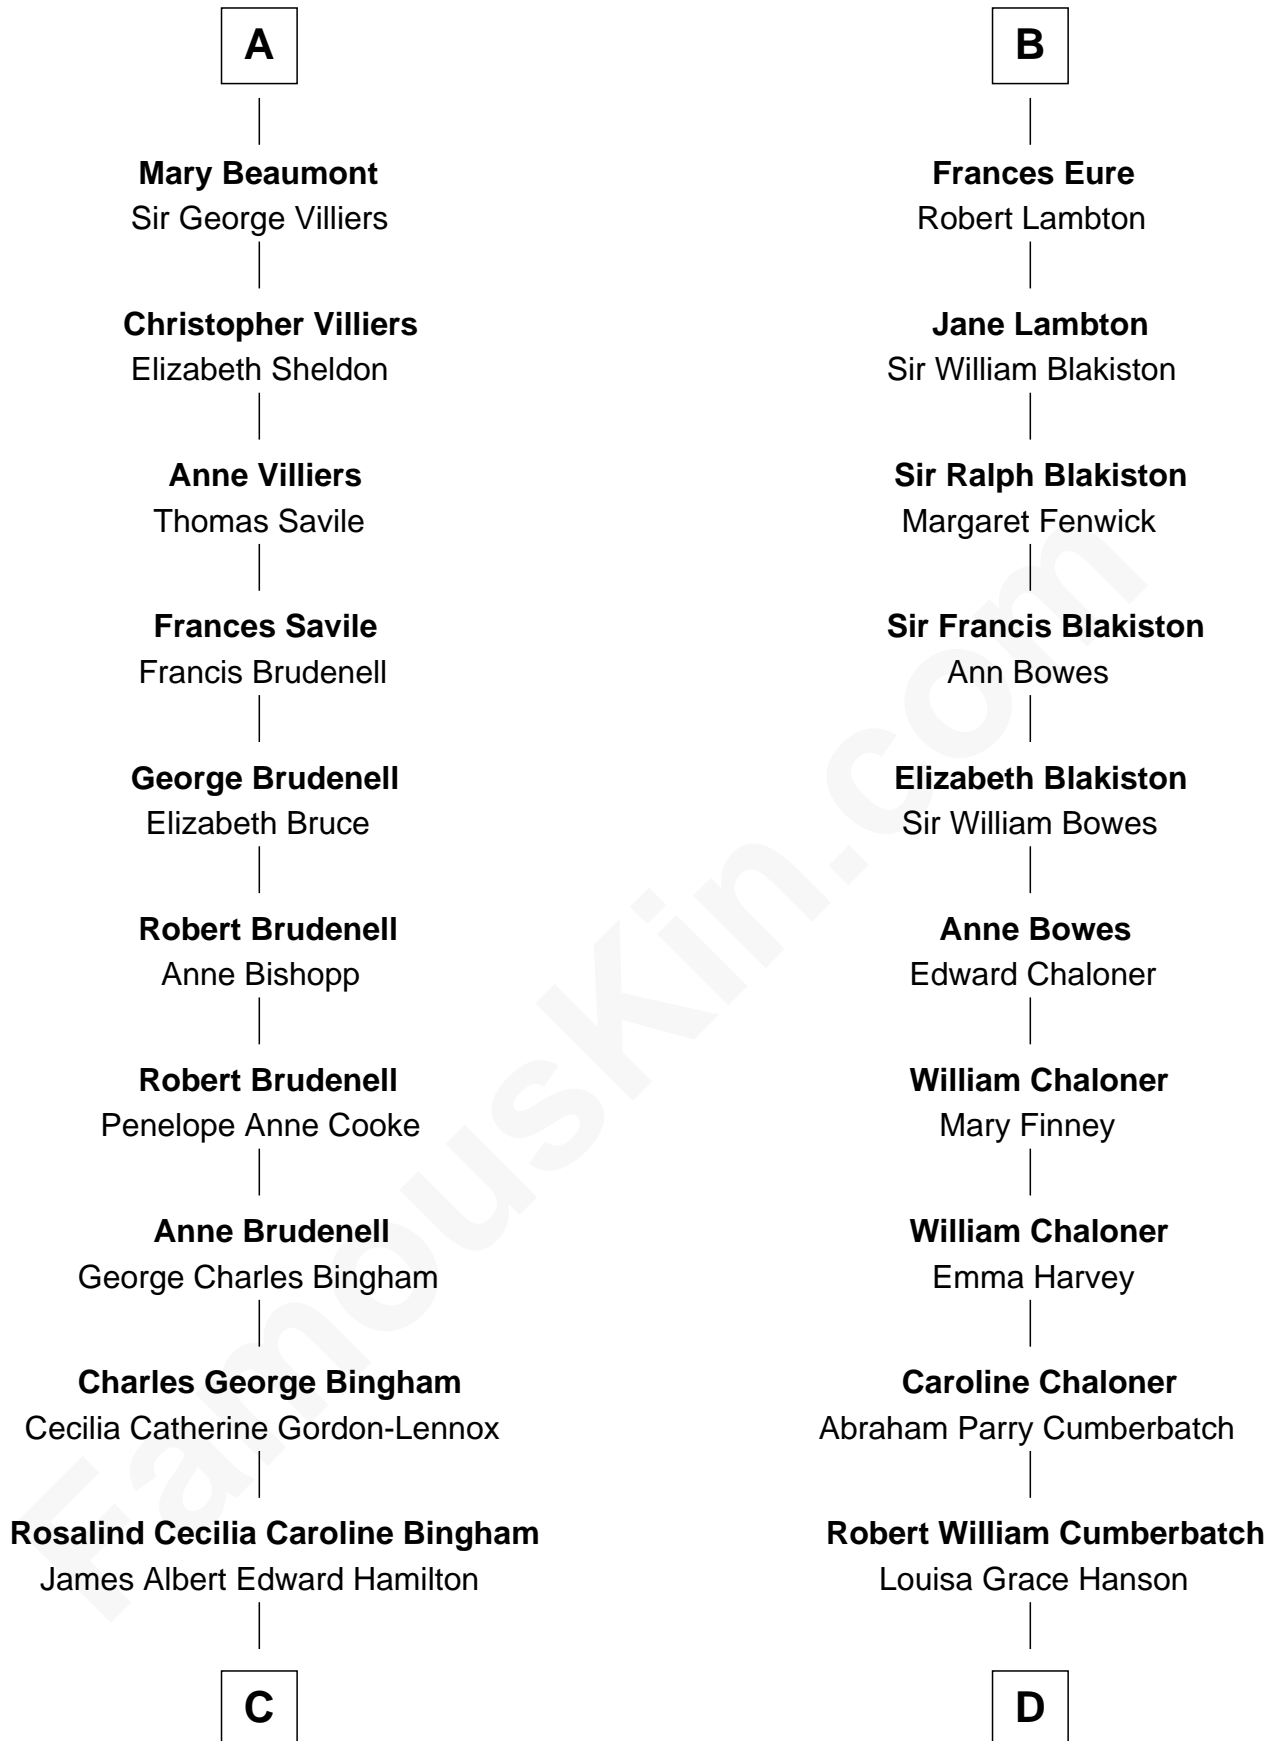 A
Mary Beaumont
Sir George Villiers
Christopher Villiers
Elizabeth Sheldon
Anne Villiers
Thomas Savile
Frances Savile
Francis Brudenell
George Brudenell
Elizabeth Bruce
Robert Brudenell
Anne Bishopp
Robert Brudenell
Penelope Anne Cooke
Anne Brudenell
George Charles Bingham
Charles George Bingham
Cecilia Catherine Gordon-Lennox
Rosalind Cecilia Caroline Bingham
James Albert Edward Hamilton
C
B
Frances Eure
Robert Lambton
Jane Lambton
Sir William Blakiston
Sir Ralph Blakiston
Margaret Fenwick
Sir Francis Blakiston
Ann Bowes
Elizabeth Blakiston
Sir William Bowes
Anne Bowes
Edward Chaloner
William Chaloner
Mary Finney
William Chaloner
Emma Harvey
Caroline Chaloner
Abraham Parry Cumberbatch
Robert William Cumberbatch
Louisa Grace Hanson
D
FamousKin.com